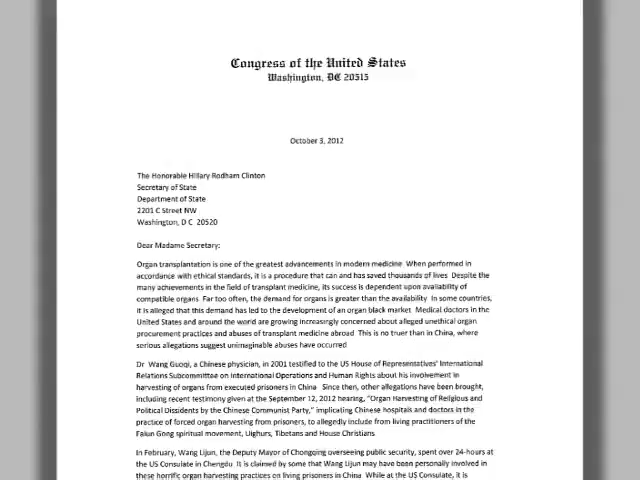 Congress of the United States
Washington, DC 20515
October 3, 2012
The Honorable Hillary Rodham Clinton
Secretary of State
Department of State
2201 C Street NW
Washington, D C 20520
Dear Madame Secretary:
Organ transplantation is one of the greatest advancements in modern medicine When performed in
accordance with ethical standards, it is a procedure that can and has saved thousands of lives Despite the
many achievements in the field of transplant medicine, its success is dependent upon availability of
compatible organs Far too often, the demand for organs is greater than the availability In some countries,
it is alleged that this demand has led to the development of an organ black market Medical doctors in the
United States and around the world are growing increasingly concerned about alleged unethical organ
procurement practices and abuses of transplant medicine abroad This is no truer than in China, where
serious allegations suggest unimaginable abuses have occurred
Dr Wang Guoqi, a Chinese physician, in 2001 testified to the US House of Representatives' International
Relations Subcommittee on International Operations and Human Rights about his involvement in
harvesting of organs from executed prisoners in China Since then, other allegations have been brought,
including recent testimony given at the September 12, 2012 hearing, "Organ Harvesting of Religious and
Political Dissidents by the Chinese Communist Party," implicating Chinese hospitals and doctors in the
practice of forced organ harvesting from prisoners, to allegedly include from living practitioners of the
Falun Gong spiritual movement, Uighurs, Tibetans and House Christians
In February, Wang Lijun, the Deputy Mayor of Chongqing overseeing public security, spent over 24-hours at
the US Consulate in Chengdu It is claimed by some that Wang Lijun may have been personally involved in
these horrific organ harvesting practices on living prisoners in China While at the US Consulate, it is